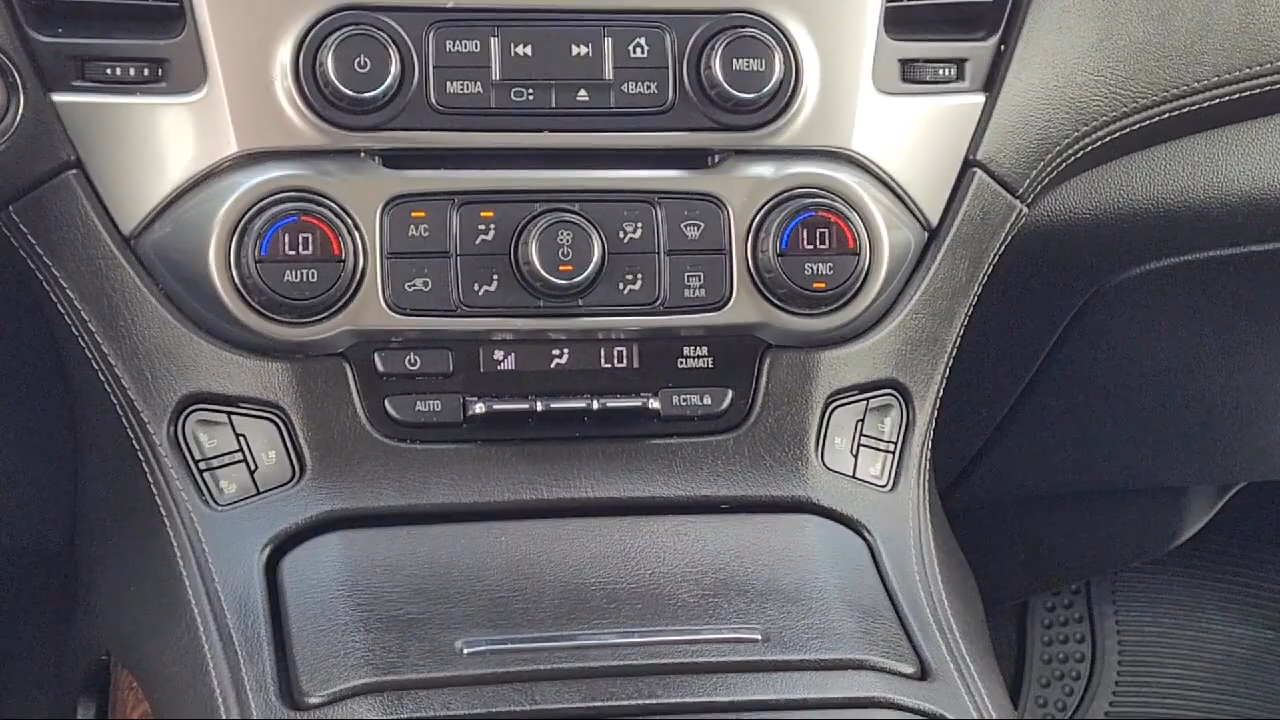 RADIO
MEDIA
BACK
MENU
A/C
LO
AUTO
REAR
LO
SYNC
LO
REAR
CLIMATE
AUTO
R CTRL